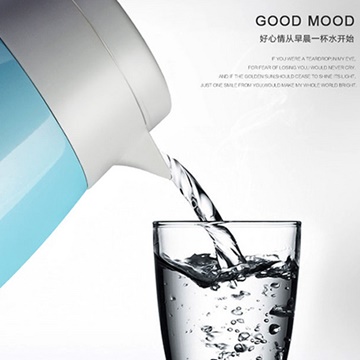 GOOD MOOD
好心情从早晨一杯水开始
IF YOU WERE A TEARDROP;IN MY EYE,
FOR FEAR OF LOSING YOU,I WOULD NEVER CRY.
AND IF THE GOLDEN SUN,SHOULD CEASE TO SHINE ITS LIGHT,
JUST ONE SMILE FROM YOU,WOULD MAKE MY WHOLE WORLD BRIGHT.